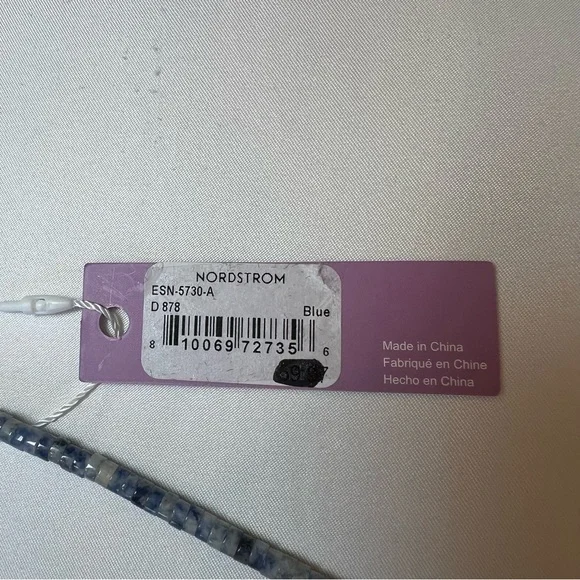 NORDSTROM
ESN-5730-A
D 878 Blue
8 10069 72735 6
Made in China
Fabriqué en Chine
Hecho en China